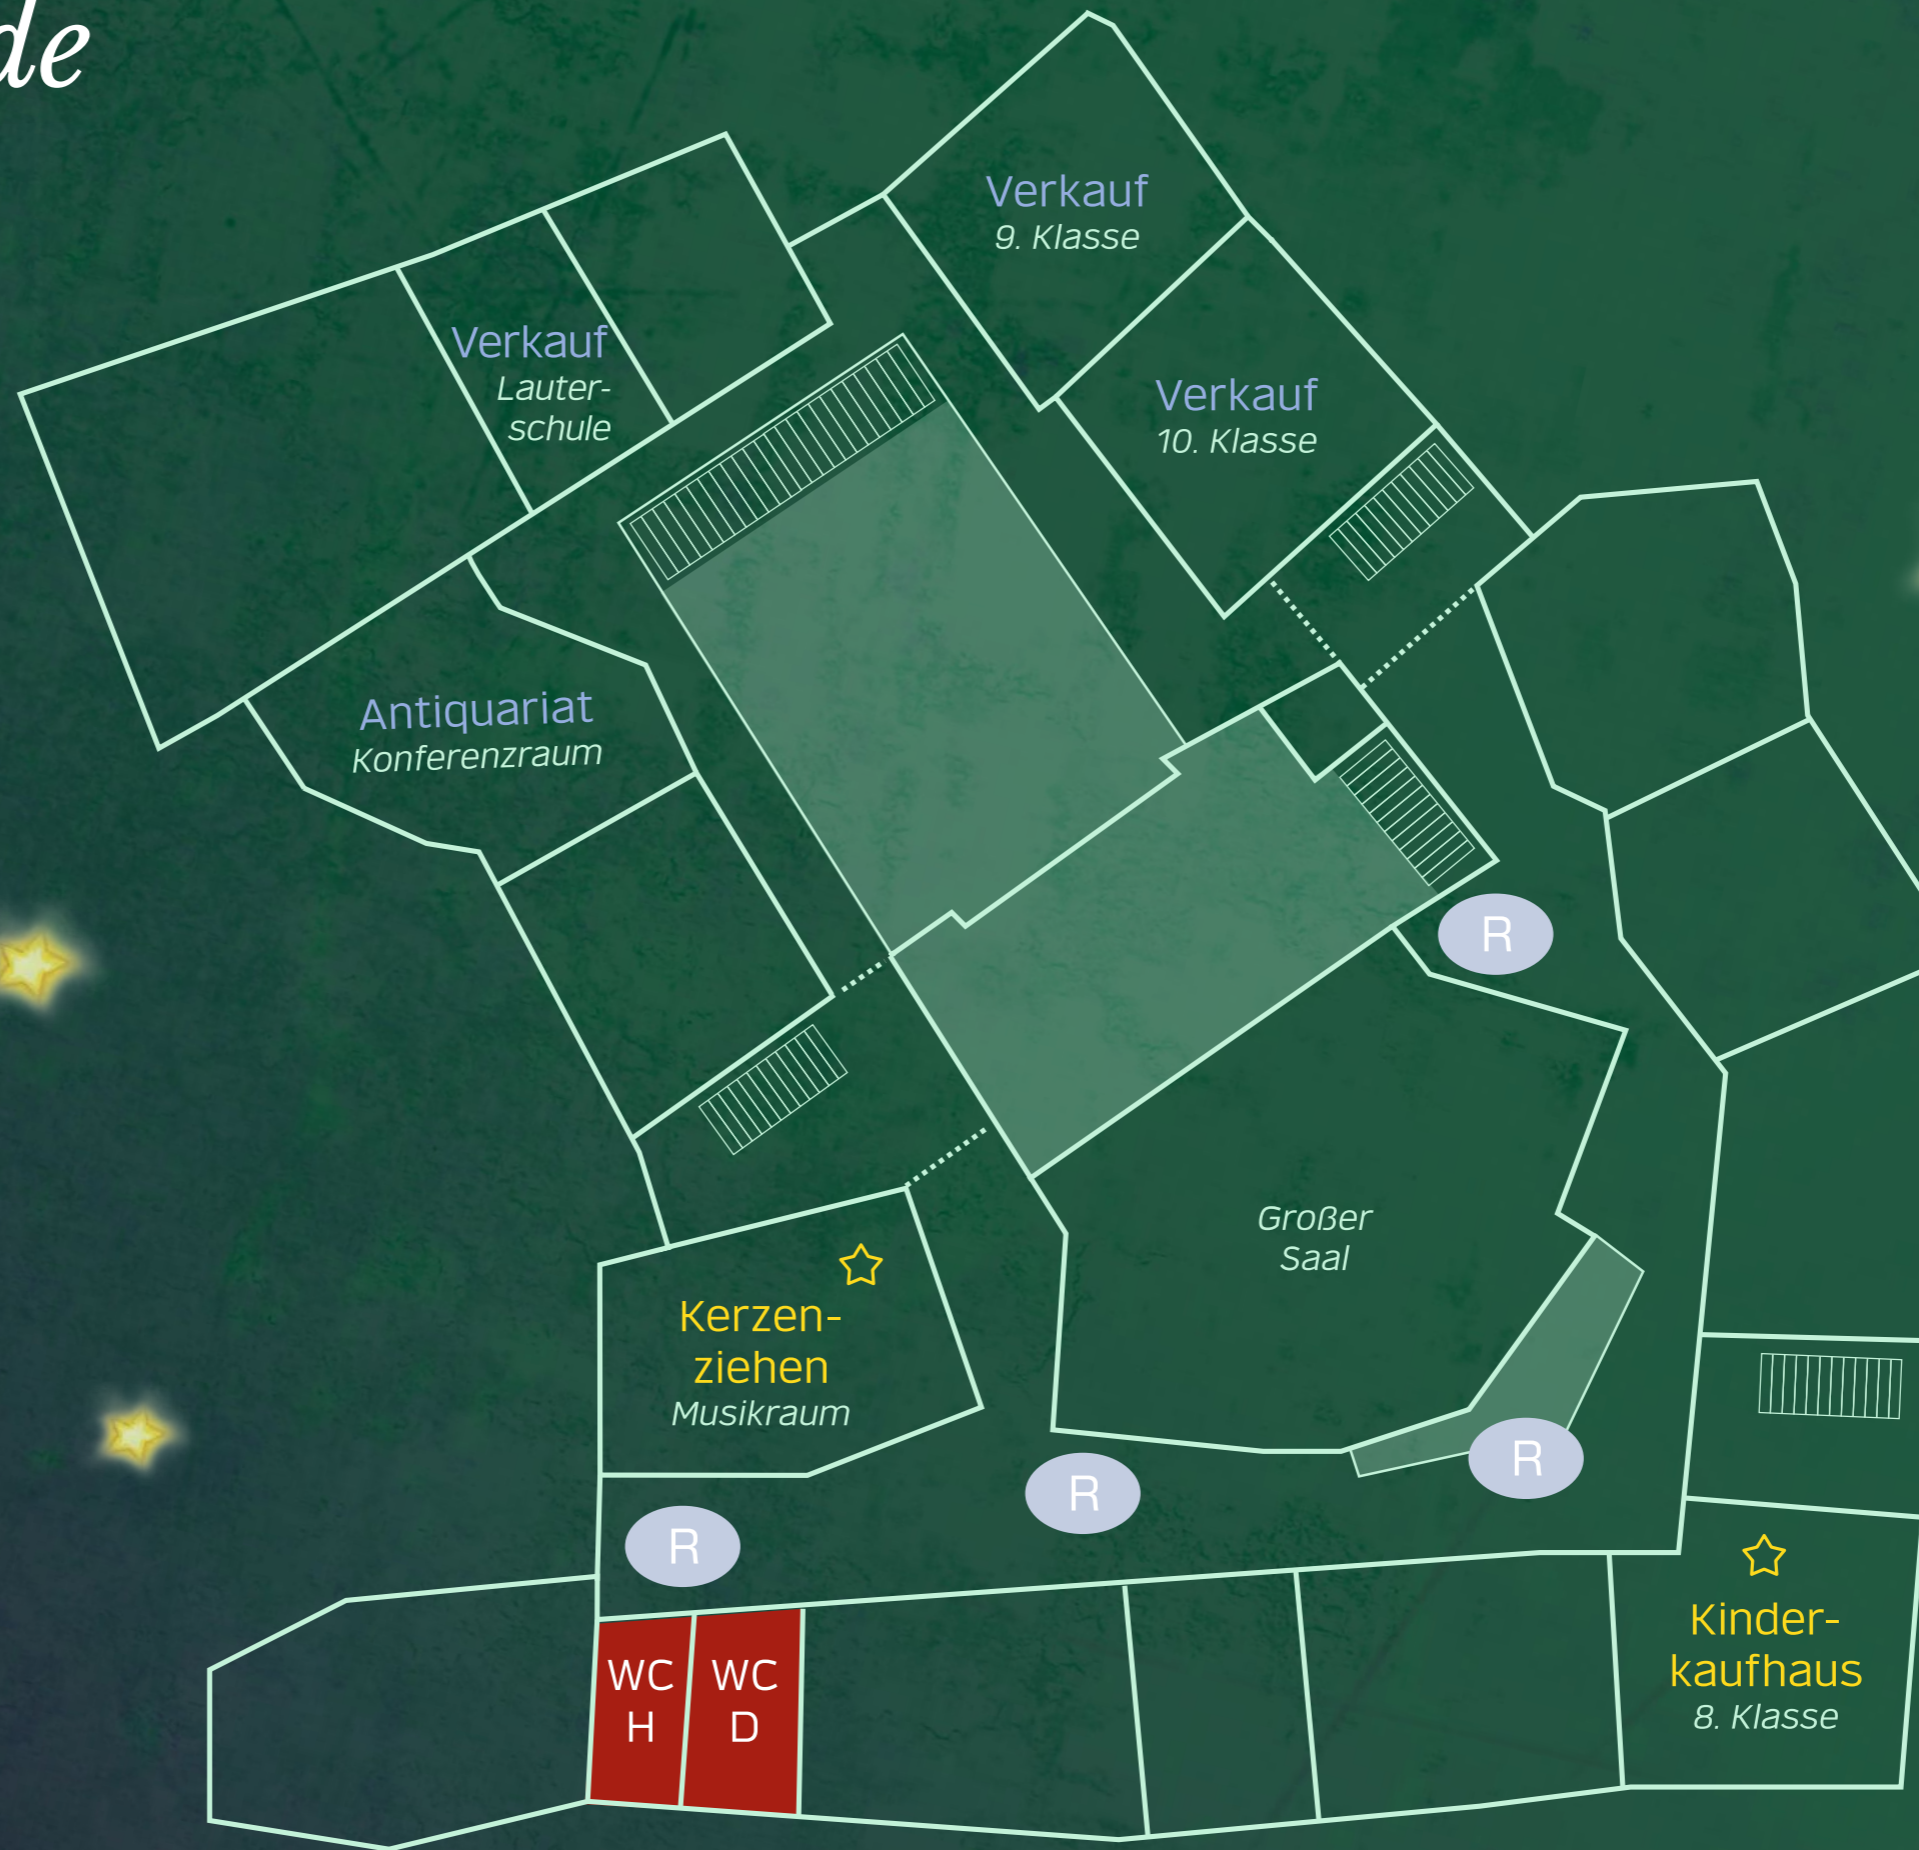 de
Verkauf
9. Klasse
Verkauf
Lauter-
schule
Verkauf
10. Klasse
Antiquariat
Konferenzraum
R
Großer
Saal
Kerzen-
ziehen
Musikraum
R
R
R
WC
H
WC
D
Kinder-
kaufhaus
8. Klasse